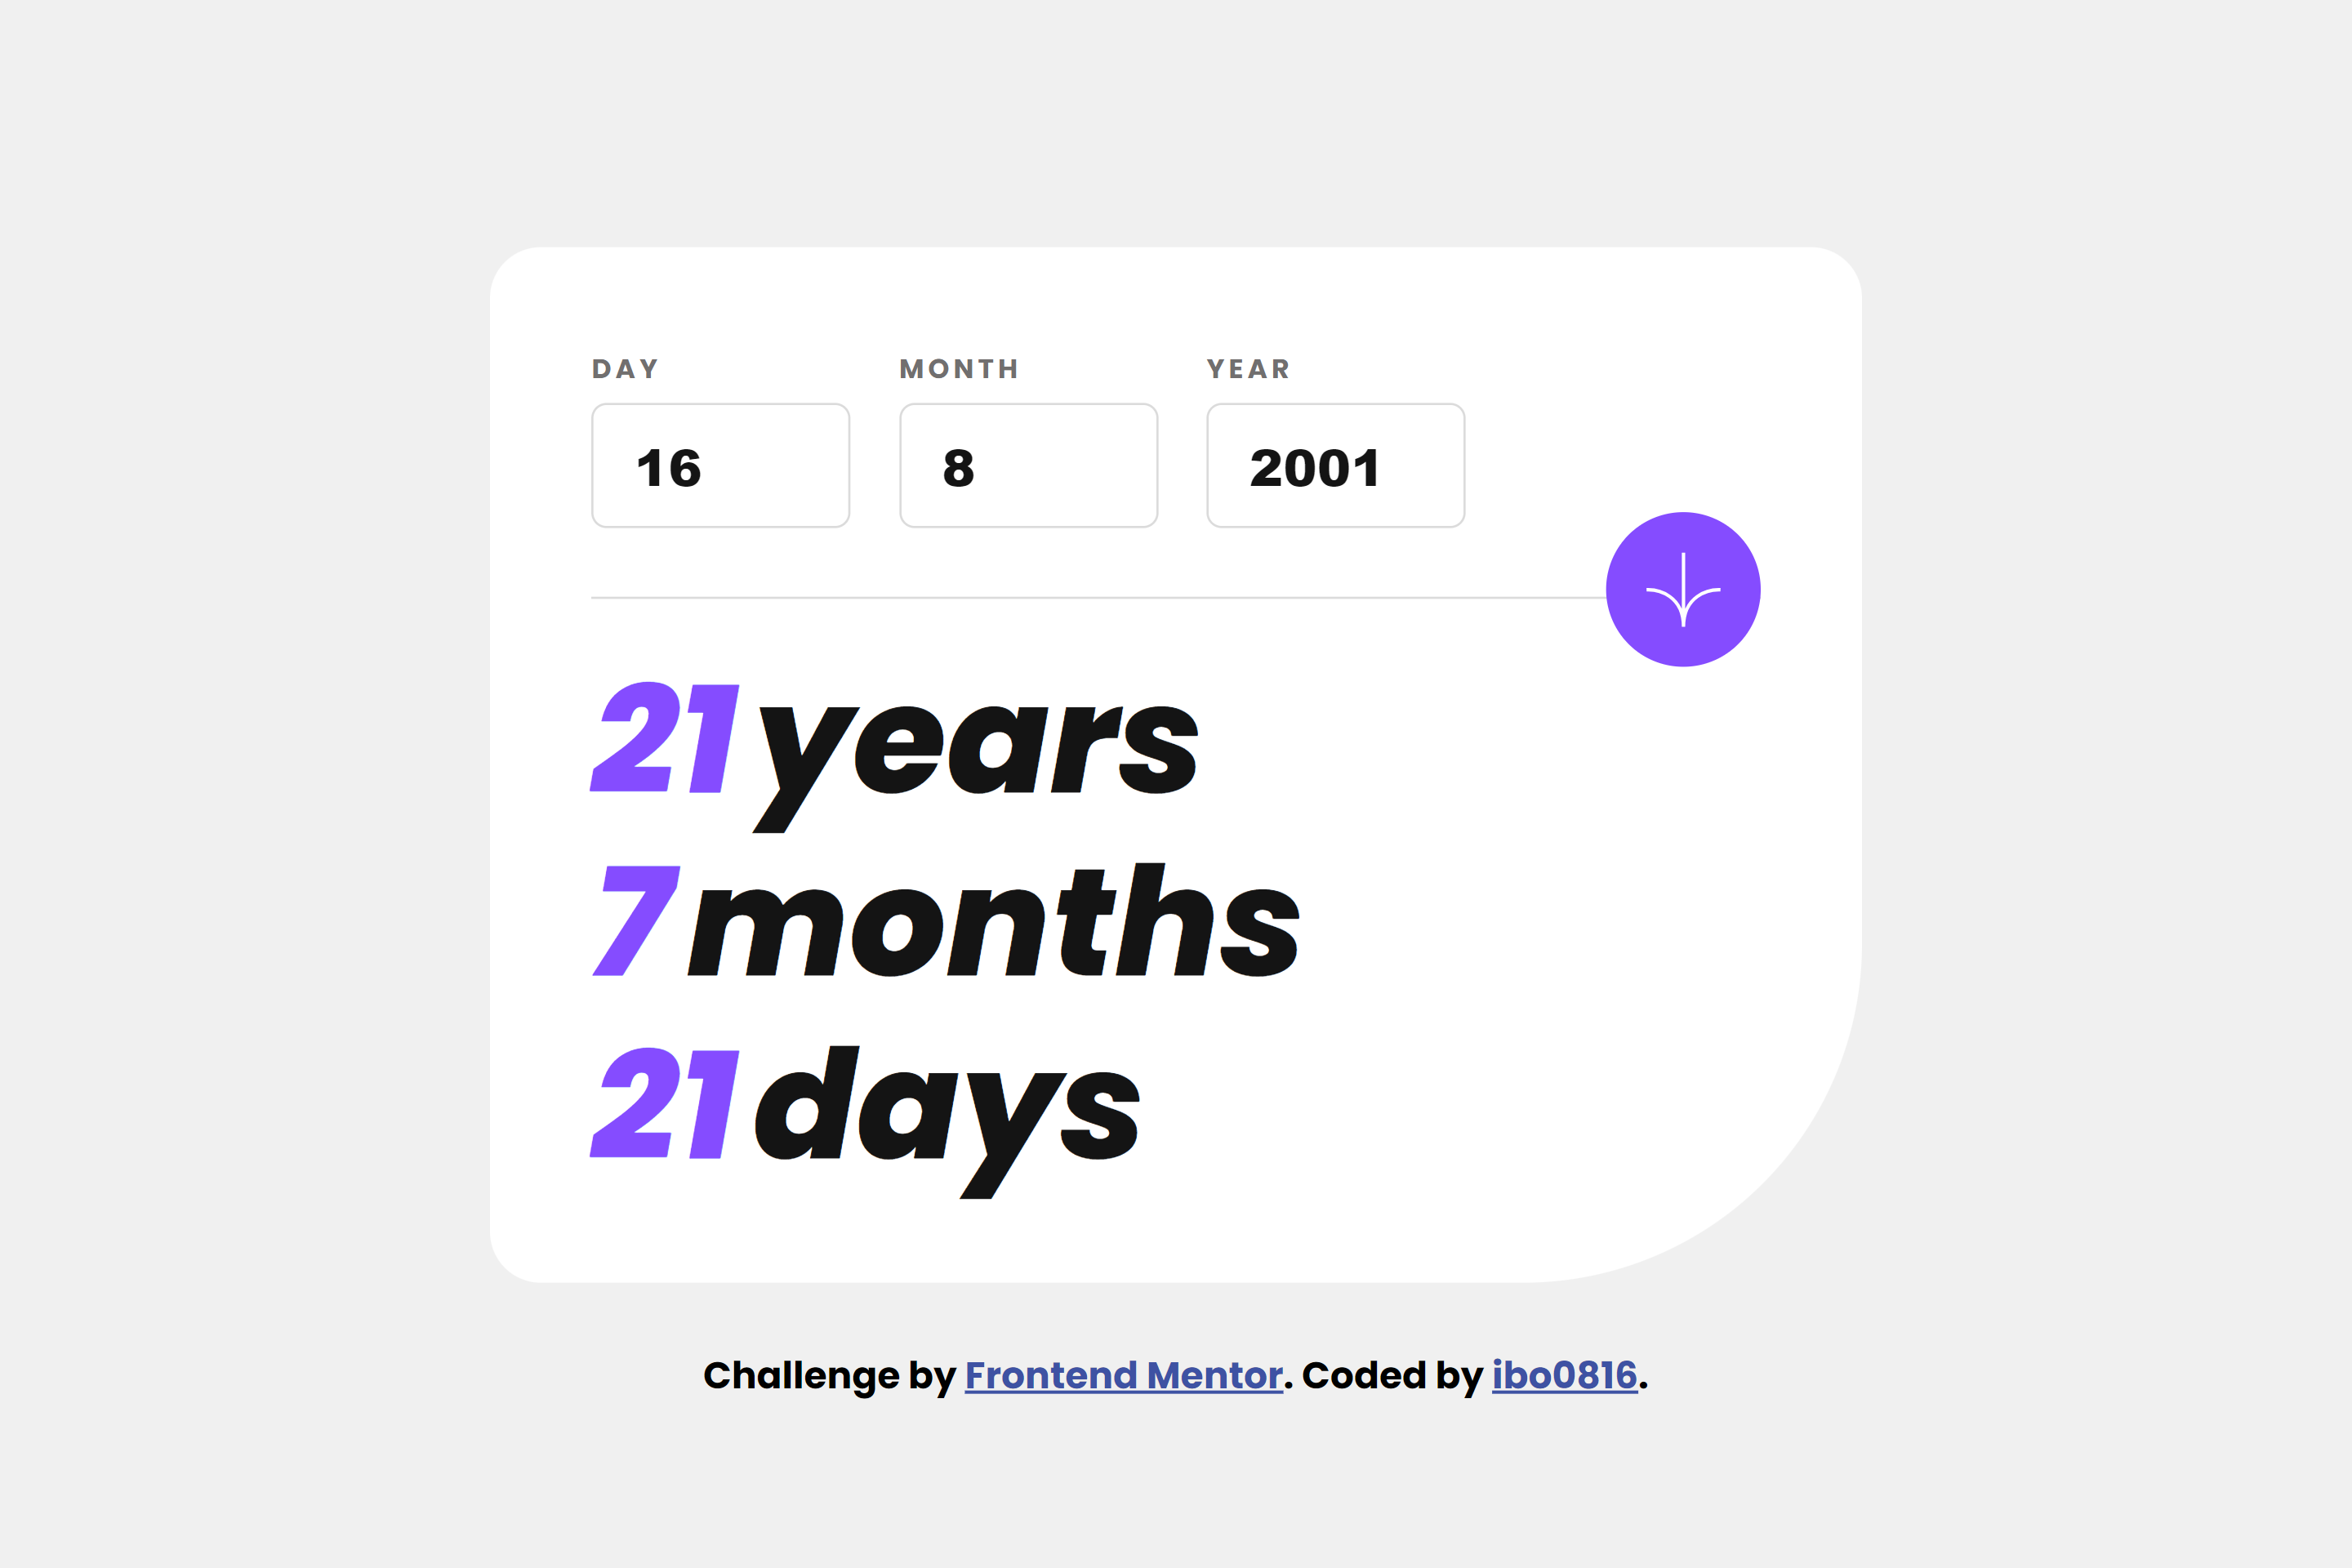 DAY MONTH YEAR
16 8 2001
21 years
7 months
21 days
Challenge by Frontend Mentor. Coded by ibo0816.